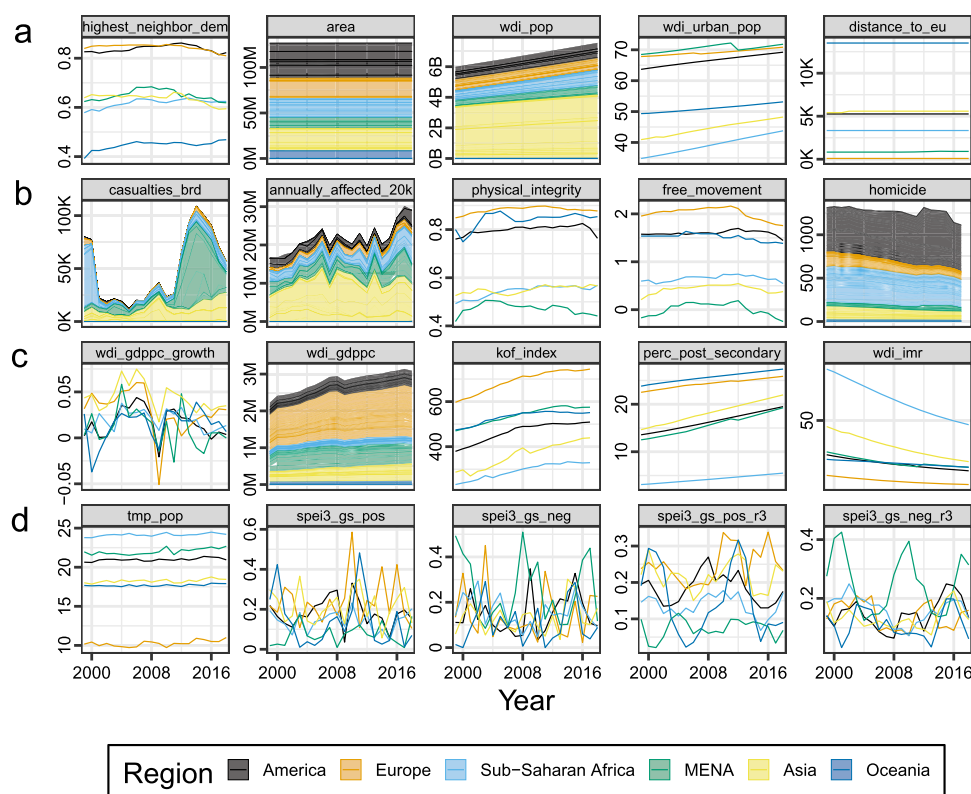 a
highest_neighbor_dem area wdi_pop wdi_urban_pop distance_to_eu
0.8
0.6
0.4
100M
50M
0M
6B
4B
2B
0B
70
60
50
40
10K
5K
0K
b
casualties_brd annually_affected_20k physical_integrity free_movement homicide
100K
50K
0K
30M
20M
10M
0M
0.8
0.6
0.4
2
1
0
1000
500
0
c
wdi_gdppc_growth wdi_gdppc kof_index perc_post_secondary wdi_imr
0.05
0
−0.05
3M
2M
1M
0M
600
400
20
10
50
d
tmp_pop spei3_gs_pos spei3_gs_neg spei3_gs_pos_r3 spei3_gs_neg_r3
25
20
15
10
0.6
0.4
0.2
0
0.4
0.2
0
0.3
0.2
0.1
0.4
0.2
2000 2008 2016 2000 2008 2016 2000 2008 2016 2000 2008 2016 2000 2008 2016
Year
Region America Europe Sub−Saharan Africa MENA Asia Oceania